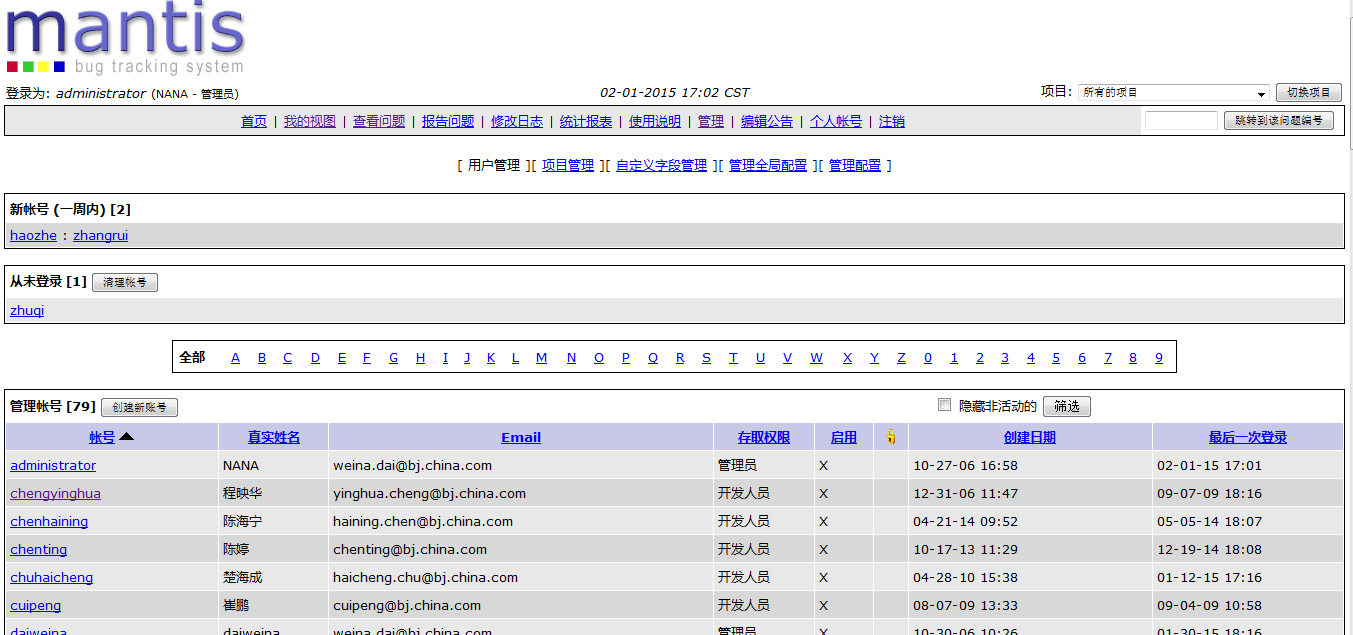 mantis
bug tracking system
登录为: administrator (NANA - 管理员) 02-01-2015 17:02 CST 项目: 所有的项目 切换项目
首页 | 我的视图 | 查看问题 | 报告问题 | 修改日志 | 统计报表 | 使用说明 | 管理 | 编辑公告 | 个人帐号 | 注销 跳转到该问题编号
[ 用户管理 ][ 项目管理 ][ 自定义字段管理 ][ 管理全局配置 ][ 管理配置 ]
新帐号 (一周内) [2]
haozhe : zhangrui
从未登录 [1] 清理帐号
zhuqi
全部 A B C D E F G H I J K L M N O P Q R S T U V W X Y Z 0 1 2 3 4 5 6 7 8 9
管理帐号 [79] 创建新账号 隐藏非活动的 筛选
帐号 真实姓名 Email 存取权限 启用 创建日期 最后一次登录
administrator NANA weina.dai@bj.china.com 管理员 X 10-27-06 16:58 02-01-15 17:01
chengyinghua 程映华 yinghua.cheng@bj.china.com 开发人员 X 12-31-06 11:47 09-07-09 18:16
chenhaining 陈海宁 haining.chen@bj.china.com 开发人员 X 04-21-14 09:52 05-05-14 18:07
chenting 陈婷 chenting@bj.china.com 开发人员 X 10-17-13 11:29 12-19-14 18:08
chuhaicheng 楚海成 haicheng.chu@bj.china.com 开发人员 X 04-28-10 15:38 01-12-15 17:16
cuipeng 崔鹏 cuipeng@bj.china.com 开发人员 X 08-07-09 13:33 09-04-09 10:58
daiweina daiweina weina.dai@bj.china.com 管理员 X 10-30-06 10:26 01-30-15 18:16